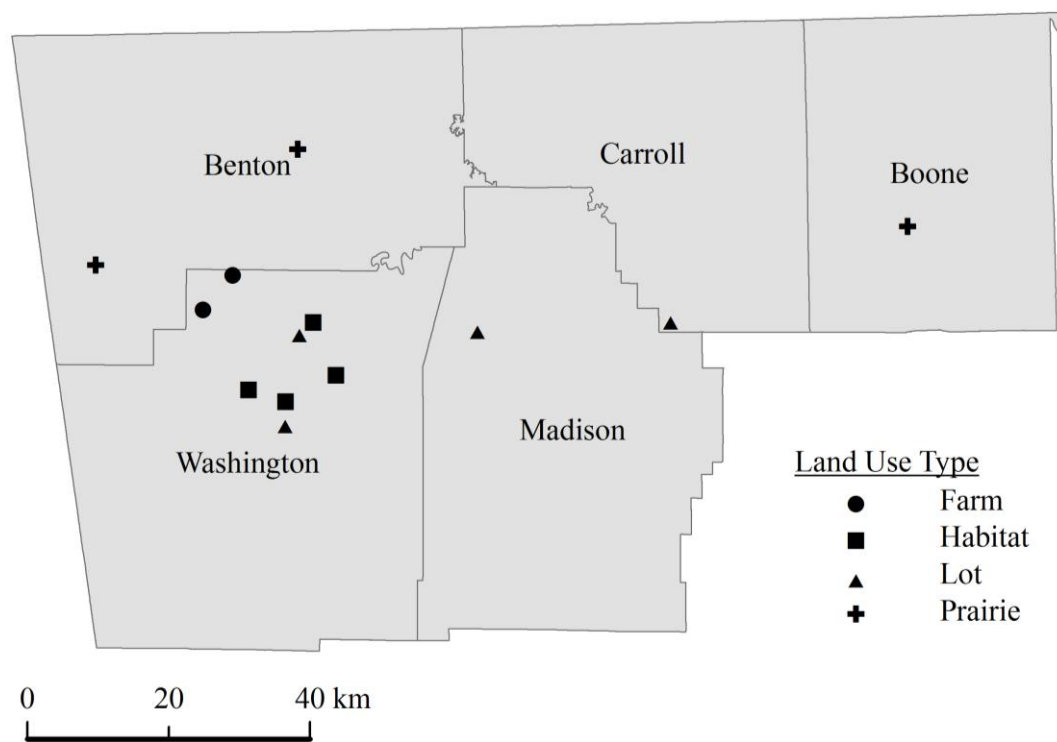 Benton
Carroll
Boone
Washington
Madison
Land Use Type
Farm
Habitat
Lot
Prairie
0 20 40 km